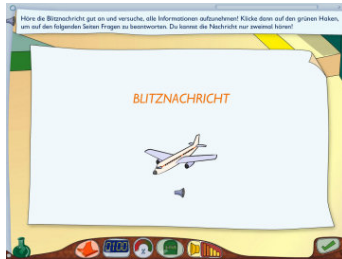 Höre die Blitznachricht gut an und versuche, alle Informationen aufzunehmen! Klicke dann auf den grünen Haken,
um auf den folgenden Seiten Fragen zu beantworten. Du kannst die Nachricht nur zweimal hören!
BLITZNACHRICHT